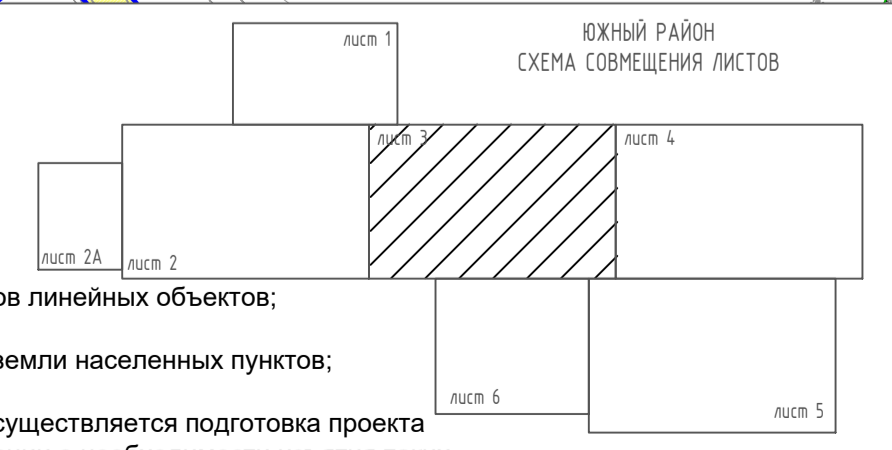 ЮЖНЫЙ РАЙОН
СХЕМА СОВМЕЩЕНИЯ ЛИСТОВ
лист 1
лист 3
лист 4
лист 2А
лист 2
ов линейных объектов;
земли населенных пунктов;
лист 6
лист 5
существляется подготовка проекта